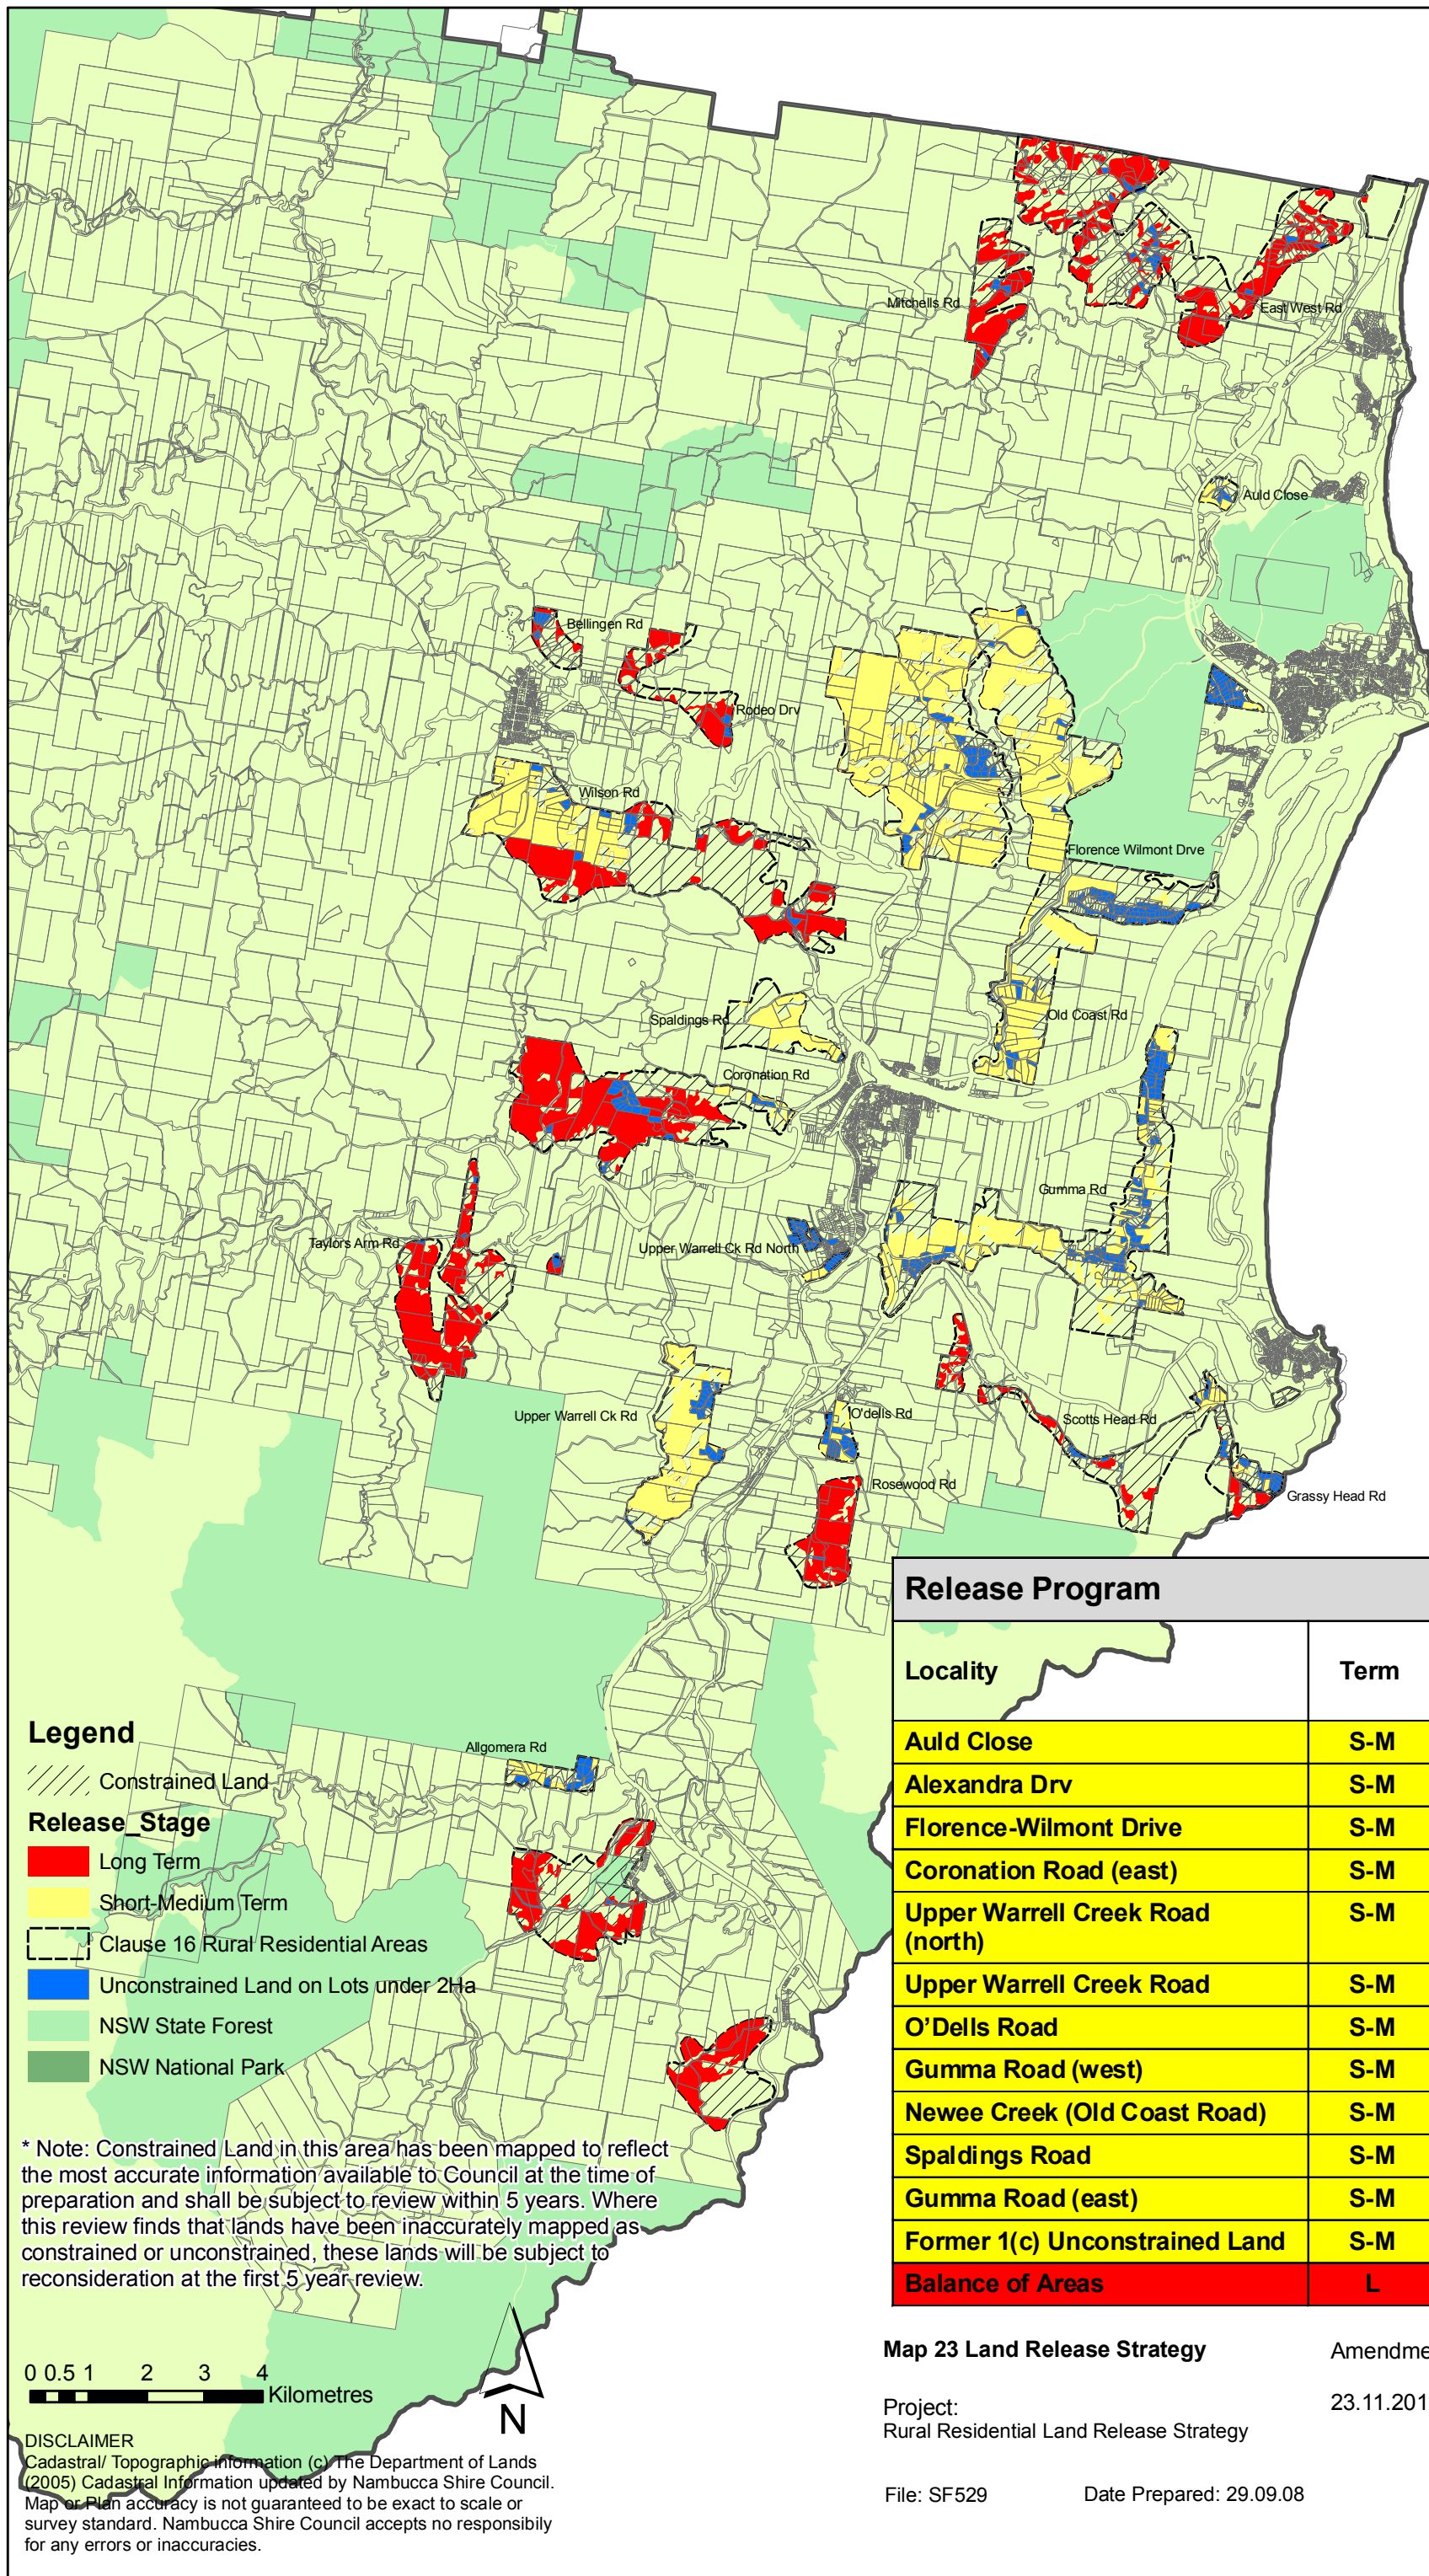 Mitchells Rd
East West Rd
Auld Close
Bellingen Rd
Rodeo Drv
Wilson Rd
Florence Wilmont Drve
Spaldings Rd
Old Coast Rd
Coronation Rd
Gumma Rd
Taylors Arm Rd
Upper Warrell Ck Rd North
Upper Warrell Ck Rd
O'dells Rd
Scotts Head Rd
Rosewood Rd
Grassy Head Rd
Allgomera Rd
Release Program
Locality Term
Auld Close S-M
Alexandra Drv S-M
Florence-Wilmont Drive S-M
Coronation Road (east) S-M
Upper Warrell Creek Road S-M
(north)
Upper Warrell Creek Road S-M
O'Dells Road S-M
Gumma Road (west) S-M
Newee Creek (Old Coast Road) S-M
Spaldings Road S-M
Gumma Road (east) S-M
Former 1(c) Unconstrained Land S-M
Balance of Areas L
Legend
Constrained Land
Release_Stage
Long Term
Short-Medium Term
Clause 16 Rural Residential Areas
Unconstrained Land on Lots under 2Ha
NSW State Forest
NSW National Park
* Note: Constrained Land in this area has been mapped to reflect
the most accurate information available to Council at the time of
preparation and shall be subject to review within 5 years. Where
this review finds that lands have been inaccurately mapped as
constrained or unconstrained, these lands will be subject to
reconsideration at the first 5 year review.
0 0.5 1 2 3 4
Kilometres
N
DISCLAIMER
Cadastral/ Topographic information (c) The Department of Lands
(2005) Cadastral Information updated by Nambucca Shire Council.
Map or Plan accuracy is not guaranteed to be exact to scale or
survey standard. Nambucca Shire Council accepts no responsibily
for any errors or inaccuracies.
Map 23 Land Release Strategy Amendme
Project: 23.11.201
Rural Residential Land Release Strategy
File: SF529 Date Prepared: 29.09.08